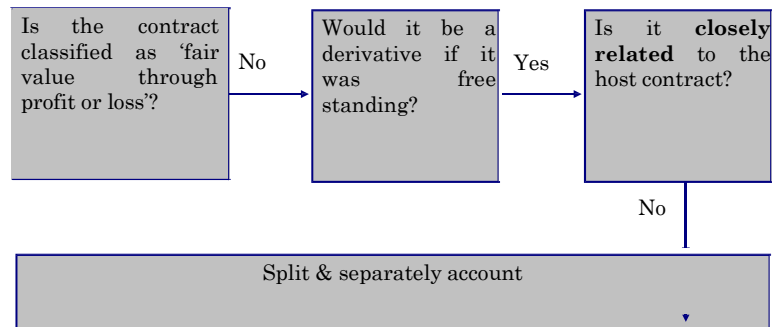 Is the contract
classified as ‘fair
value through
profit or loss’?
No
Would it be a
derivative if it
was free
standing?
Yes
Is it closely
related to the
host contract?
No
Split & separately account